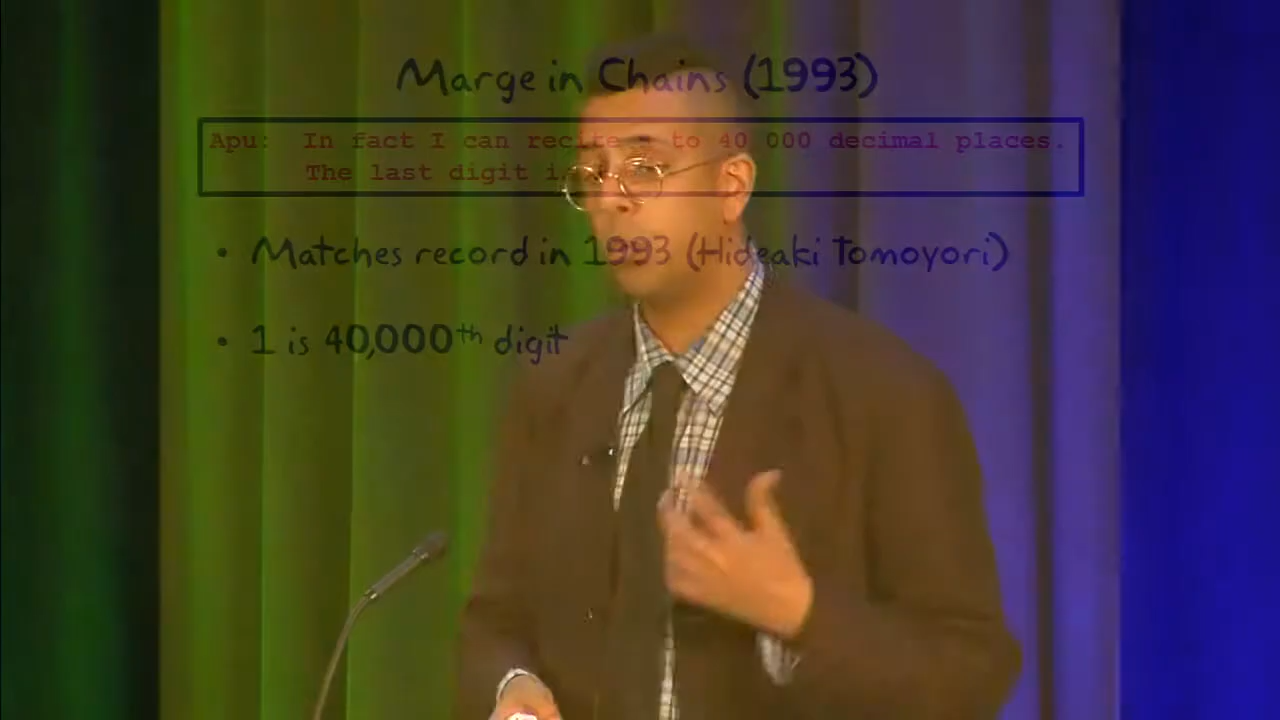 Marge in Chains (1993)
Apu: In fact I can recite to 40 000 decimal places.
The last digit
• Matches record in 1993 (Hideaki Tomoyori)
• 1 is 40,000th digit